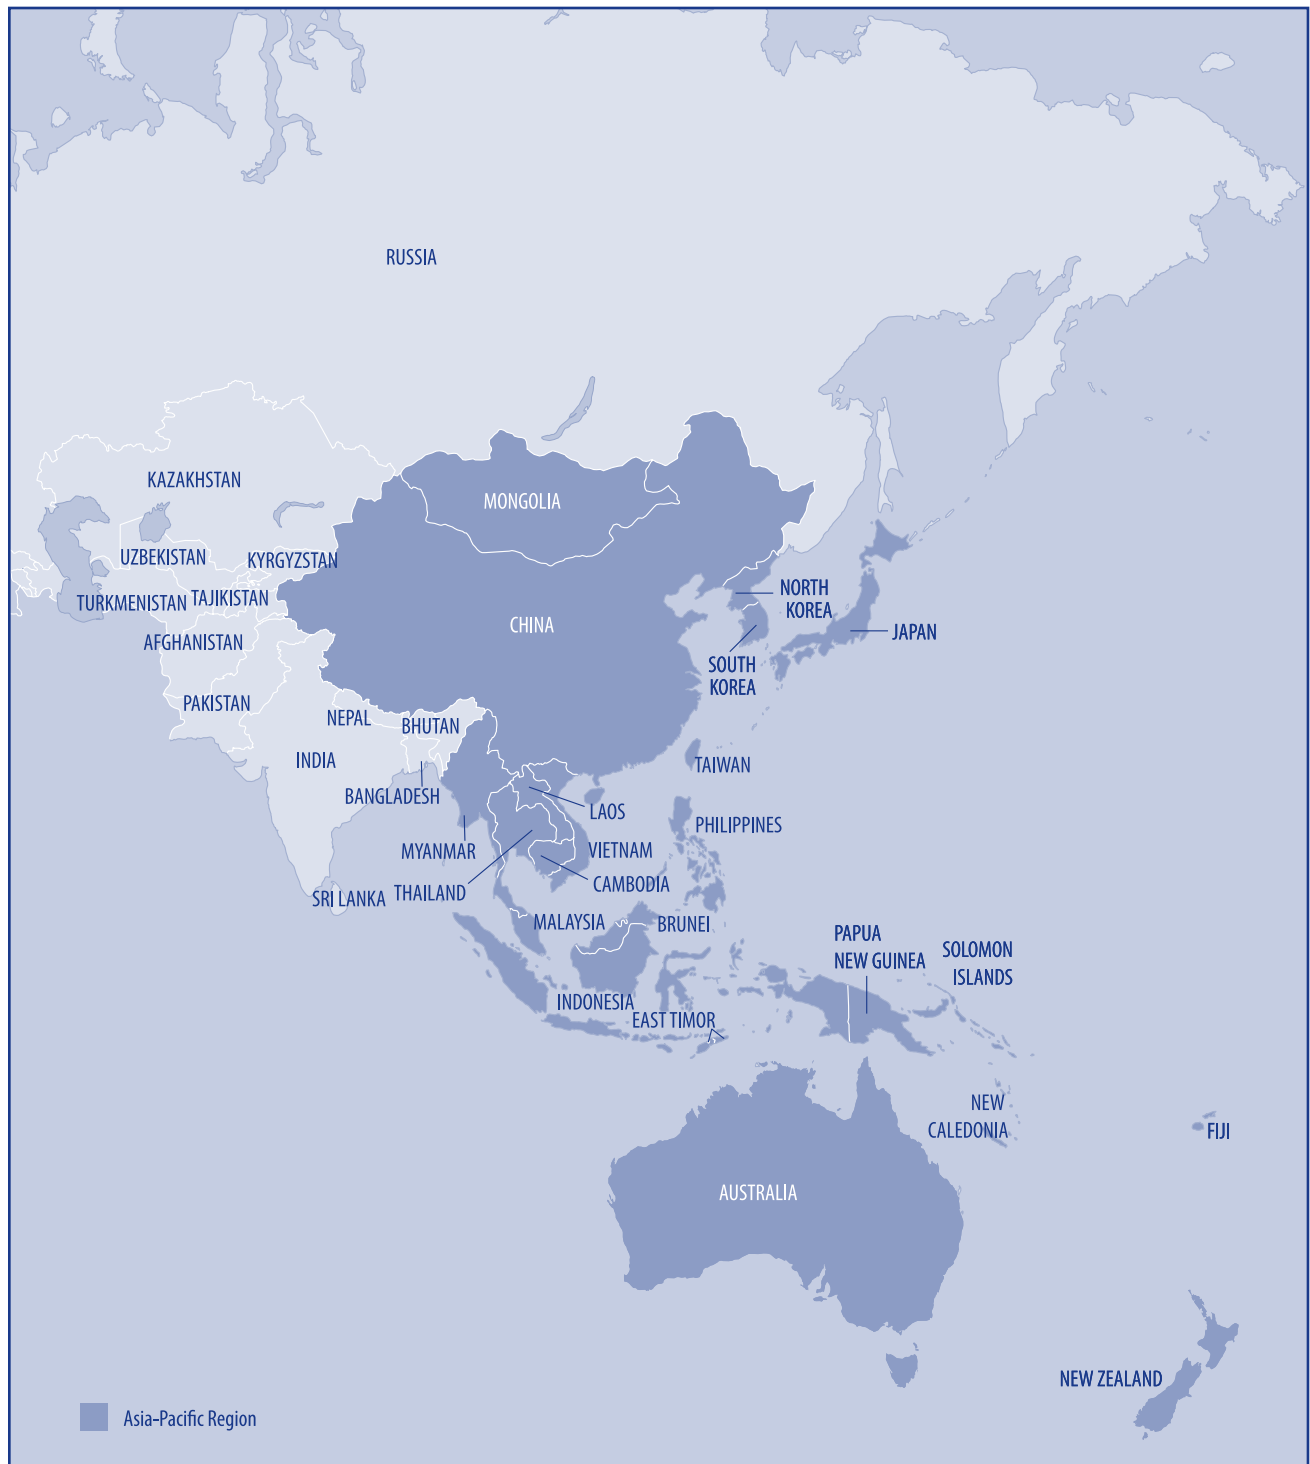 RUSSIA
KAZAKHSTAN
MONGOLIA
UZBEKISTAN
KYRGYZSTAN
TURKMENISTAN
TAJIKISTAN
NORTH
KOREA
CHINA
JAPAN
AFGHANISTAN
SOUTH
KOREA
PAKISTAN
NEPAL
BHUTAN
INDIA
TAIWAN
BANGLADESH
LAOS
PHILIPPINES
MYANMAR
VIETNAM
CAMBODIA
SRI LANKA
THAILAND
MALAYSIA
BRUNEI
PAPUA
NEW GUINEA
SOLOMON
ISLANDS
INDONESIA
EAST TIMOR
NEW
CALEDONIA
FIJI
AUSTRALIA
NEW ZEALAND
Asia-Pacific Region